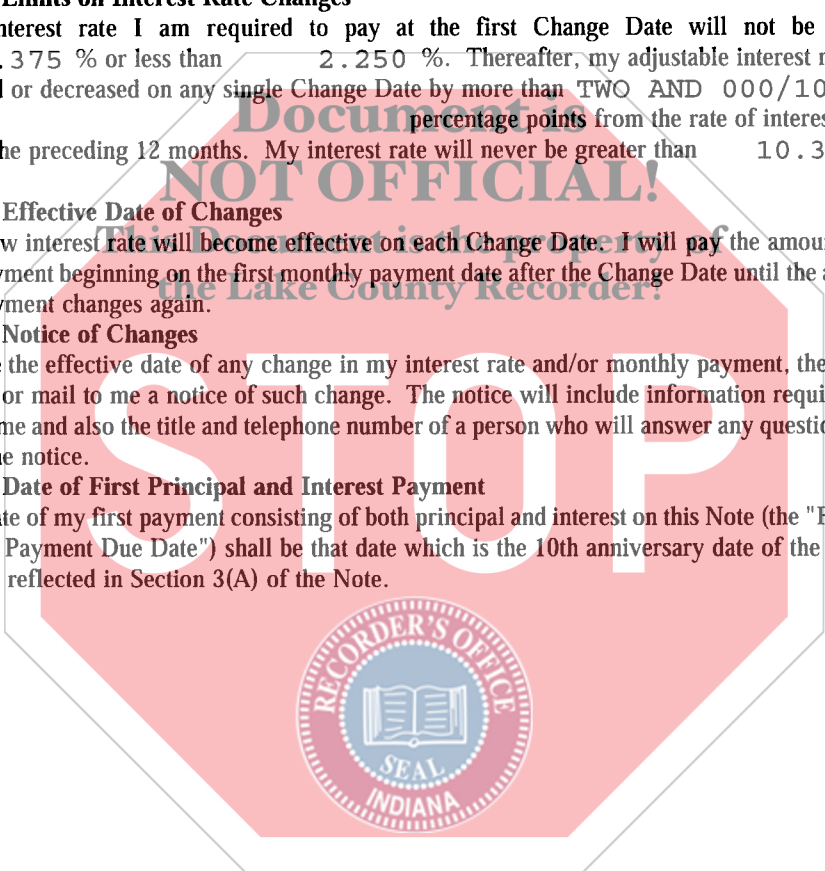 Limits on Interest Rate Changes
nterest rate I am required to pay at the first Change Date will not be
.375 % or less than 2.250 %. Thereafter, my adjustable interest r
l or decreased on any single Change Date by more than TWO AND 000/10
percentage points from the rate of interes
he preceding 12 months. My interest rate will never be greater than 10.3
Effective Date of Changes
w interest rate will become effective on each Change Date. I will pay the amou
ment beginning on the first monthly payment date after the Change Date until the a
ment changes again.
Notice of Changes
e the effective date of any change in my interest rate and/or monthly payment, the
or mail to me a notice of such change. The notice will include information requi
me and also the title and telephone number of a person who will answer any questio
e notice.
Date of First Principal and Interest Payment
te of my first payment consisting of both principal and interest on this Note (the "F
Payment Due Date") shall be that date which is the 10th anniversary date of the
reflected in Section 3(A) of the Note.
Document is
NOT OFFICIAL!
This Document is the property of
the Lake County Recorder!
STOP
RECORDER'S OFFICE
SEAL
INDIANA